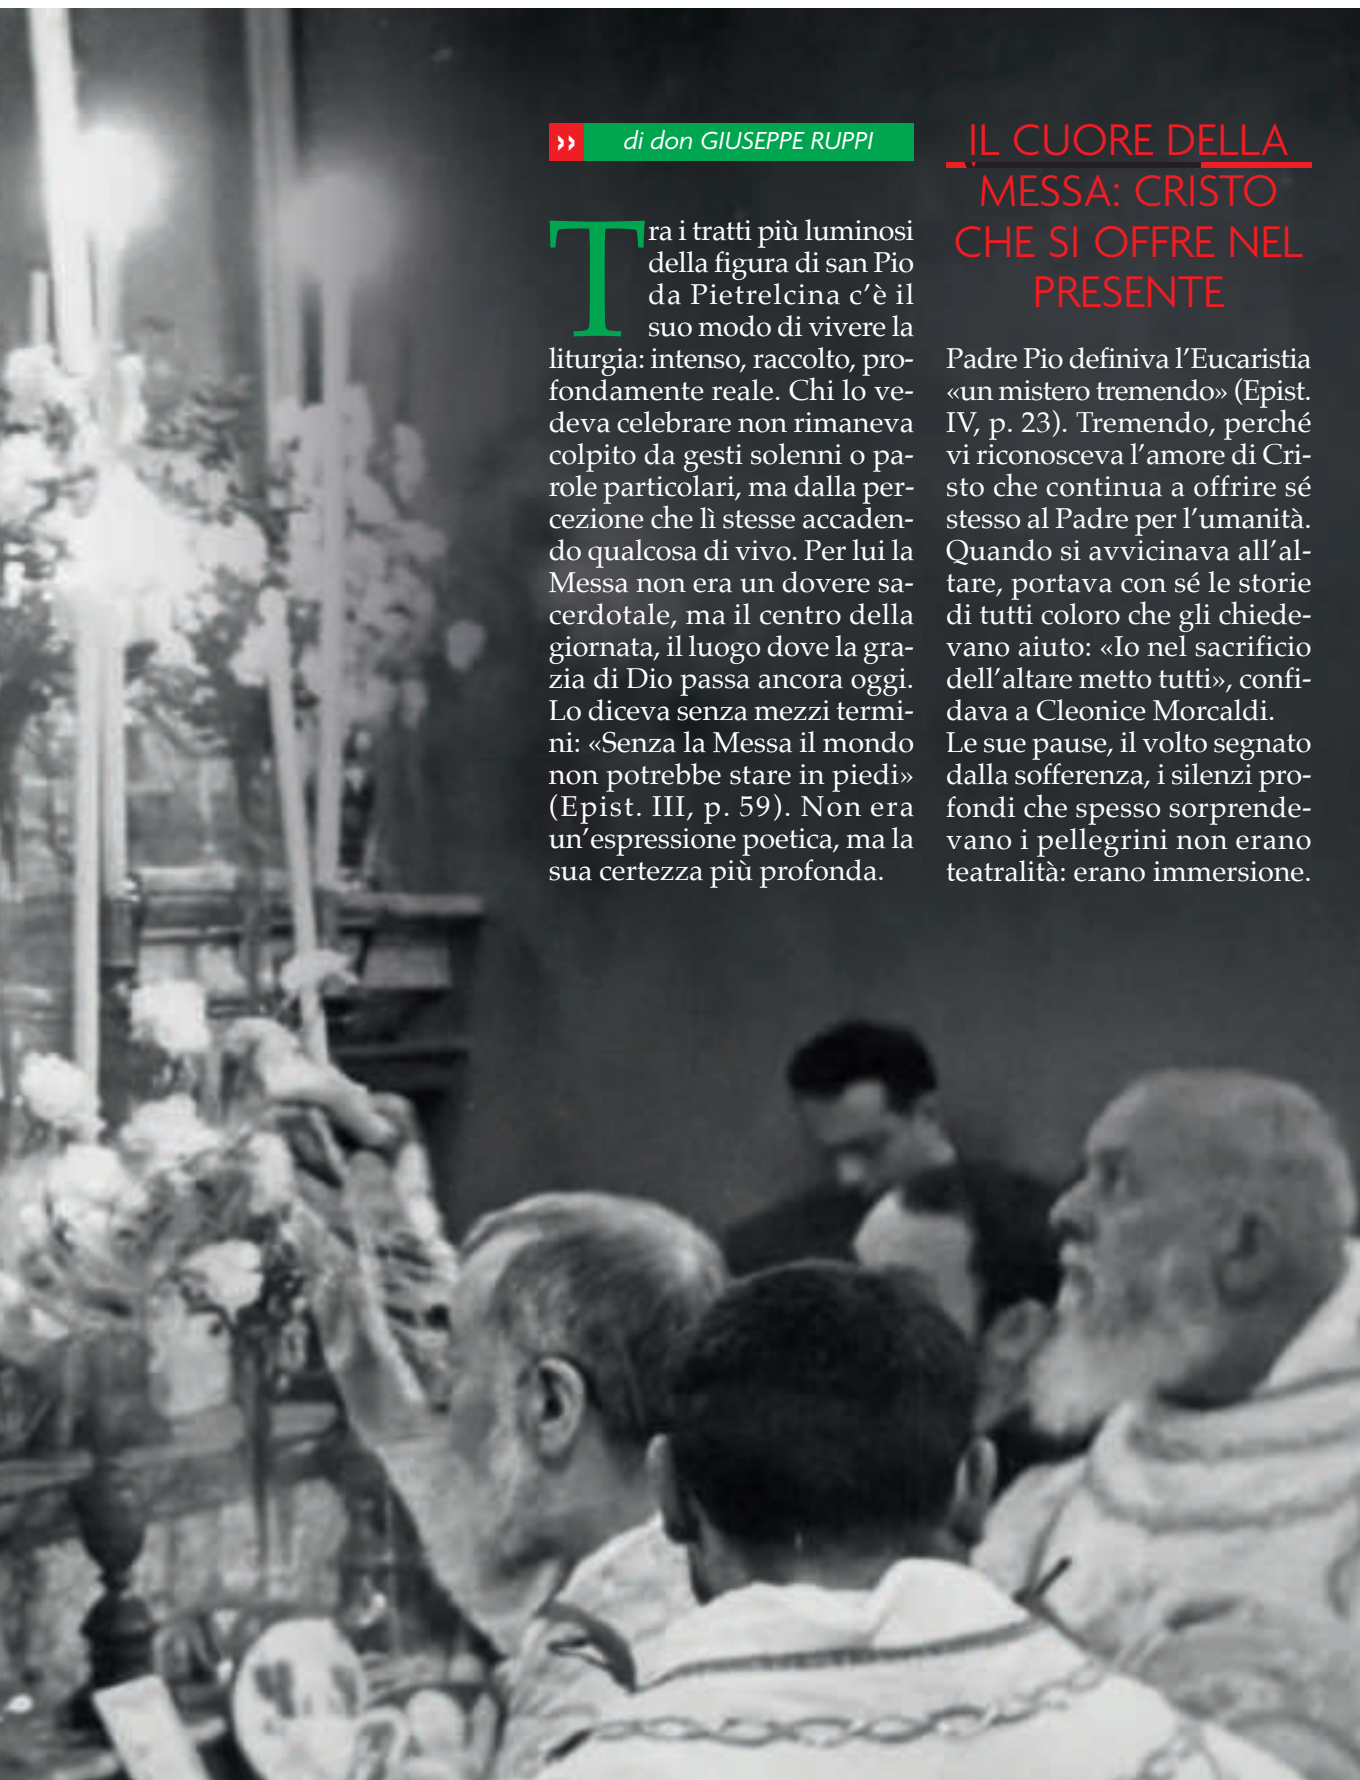 ›› di don GIUSEPPE RUPPI
Tra i tratti più luminosi
della figura di san Pio
da Pietrelcina c’è il
suo modo di vivere la
liturgia: intenso, raccolto, pro-
fondamente reale. Chi lo ve-
deva celebrare non rimaneva
colpito da gesti solenni o pa-
role particolari, ma dalla per-
cezione che lì stesse accaden-
do qualcosa di vivo. Per lui la
Messa non era un dovere sa-
cerdotale, ma il centro della
giornata, il luogo dove la gra-
zia di Dio passa ancora oggi.
Lo diceva senza mezzi termi-
ni: «Senza la Messa il mondo
non potrebbe stare in piedi»
(Epist. III, p. 59). Non era
un’espressione poetica, ma la
sua certezza più profonda.
IL CUORE DELLA
MESSA: CRISTO
CHE SI OFFRE NEL
PRESENTE
Padre Pio definiva l’Eucaristia
«un mistero tremendo» (Epist.
IV, p. 23). Tremendo, perché
vi riconosceva l’amore di Cri-
sto che continua a offrire sé
stesso al Padre per l’umanità.
Quando si avvicinava all’al-
tare, portava con sé le storie
di tutti coloro che gli chiede-
vano aiuto: «Io nel sacrificio
dell’altare metto tutti», confi-
dava a Cleonice Morcaldi.
Le sue pause, il volto segnato
dalla sofferenza, i silenzi pro-
fondi che spesso sorprende-
vano i pellegrini non erano
teatralità: erano immersione.